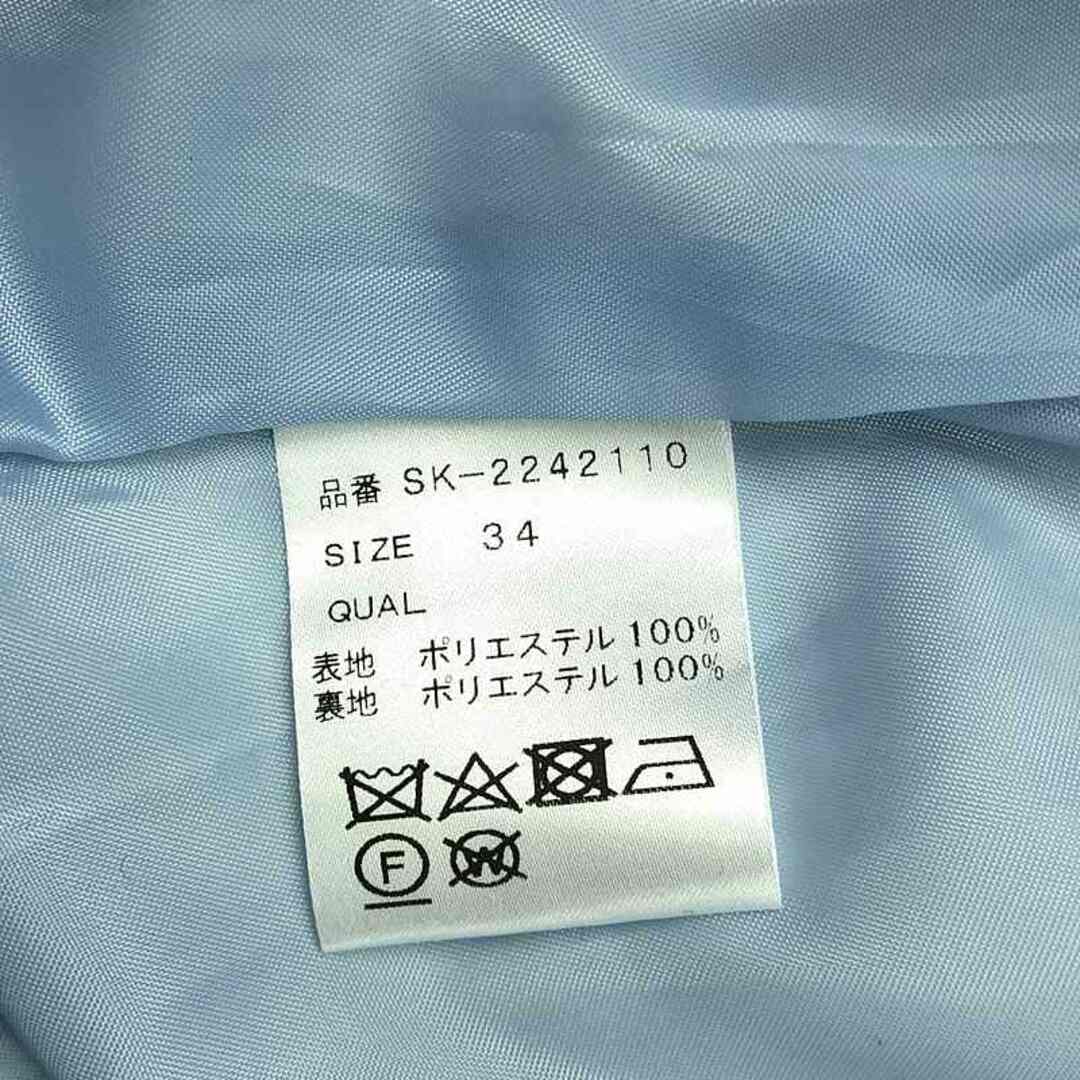 品番 SK-2242110
SIZE 34
QUAL
表地 ポリエステル 100%
裏地 ポリエステル 100%
F W